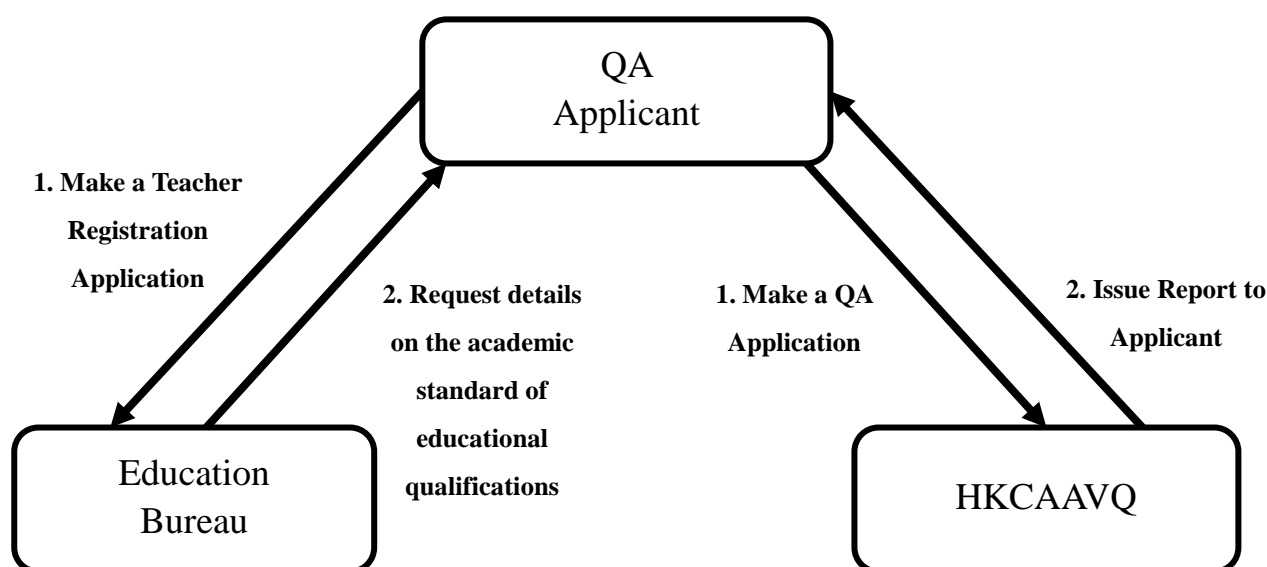 QA
Applicant
1. Make a Teacher
Registration
Application
2. Request details
on the academic
standard of
educational
qualifications
1. Make a QA
Application
2. Issue Report to
Applicant
Education
Bureau
HKCAAVQ